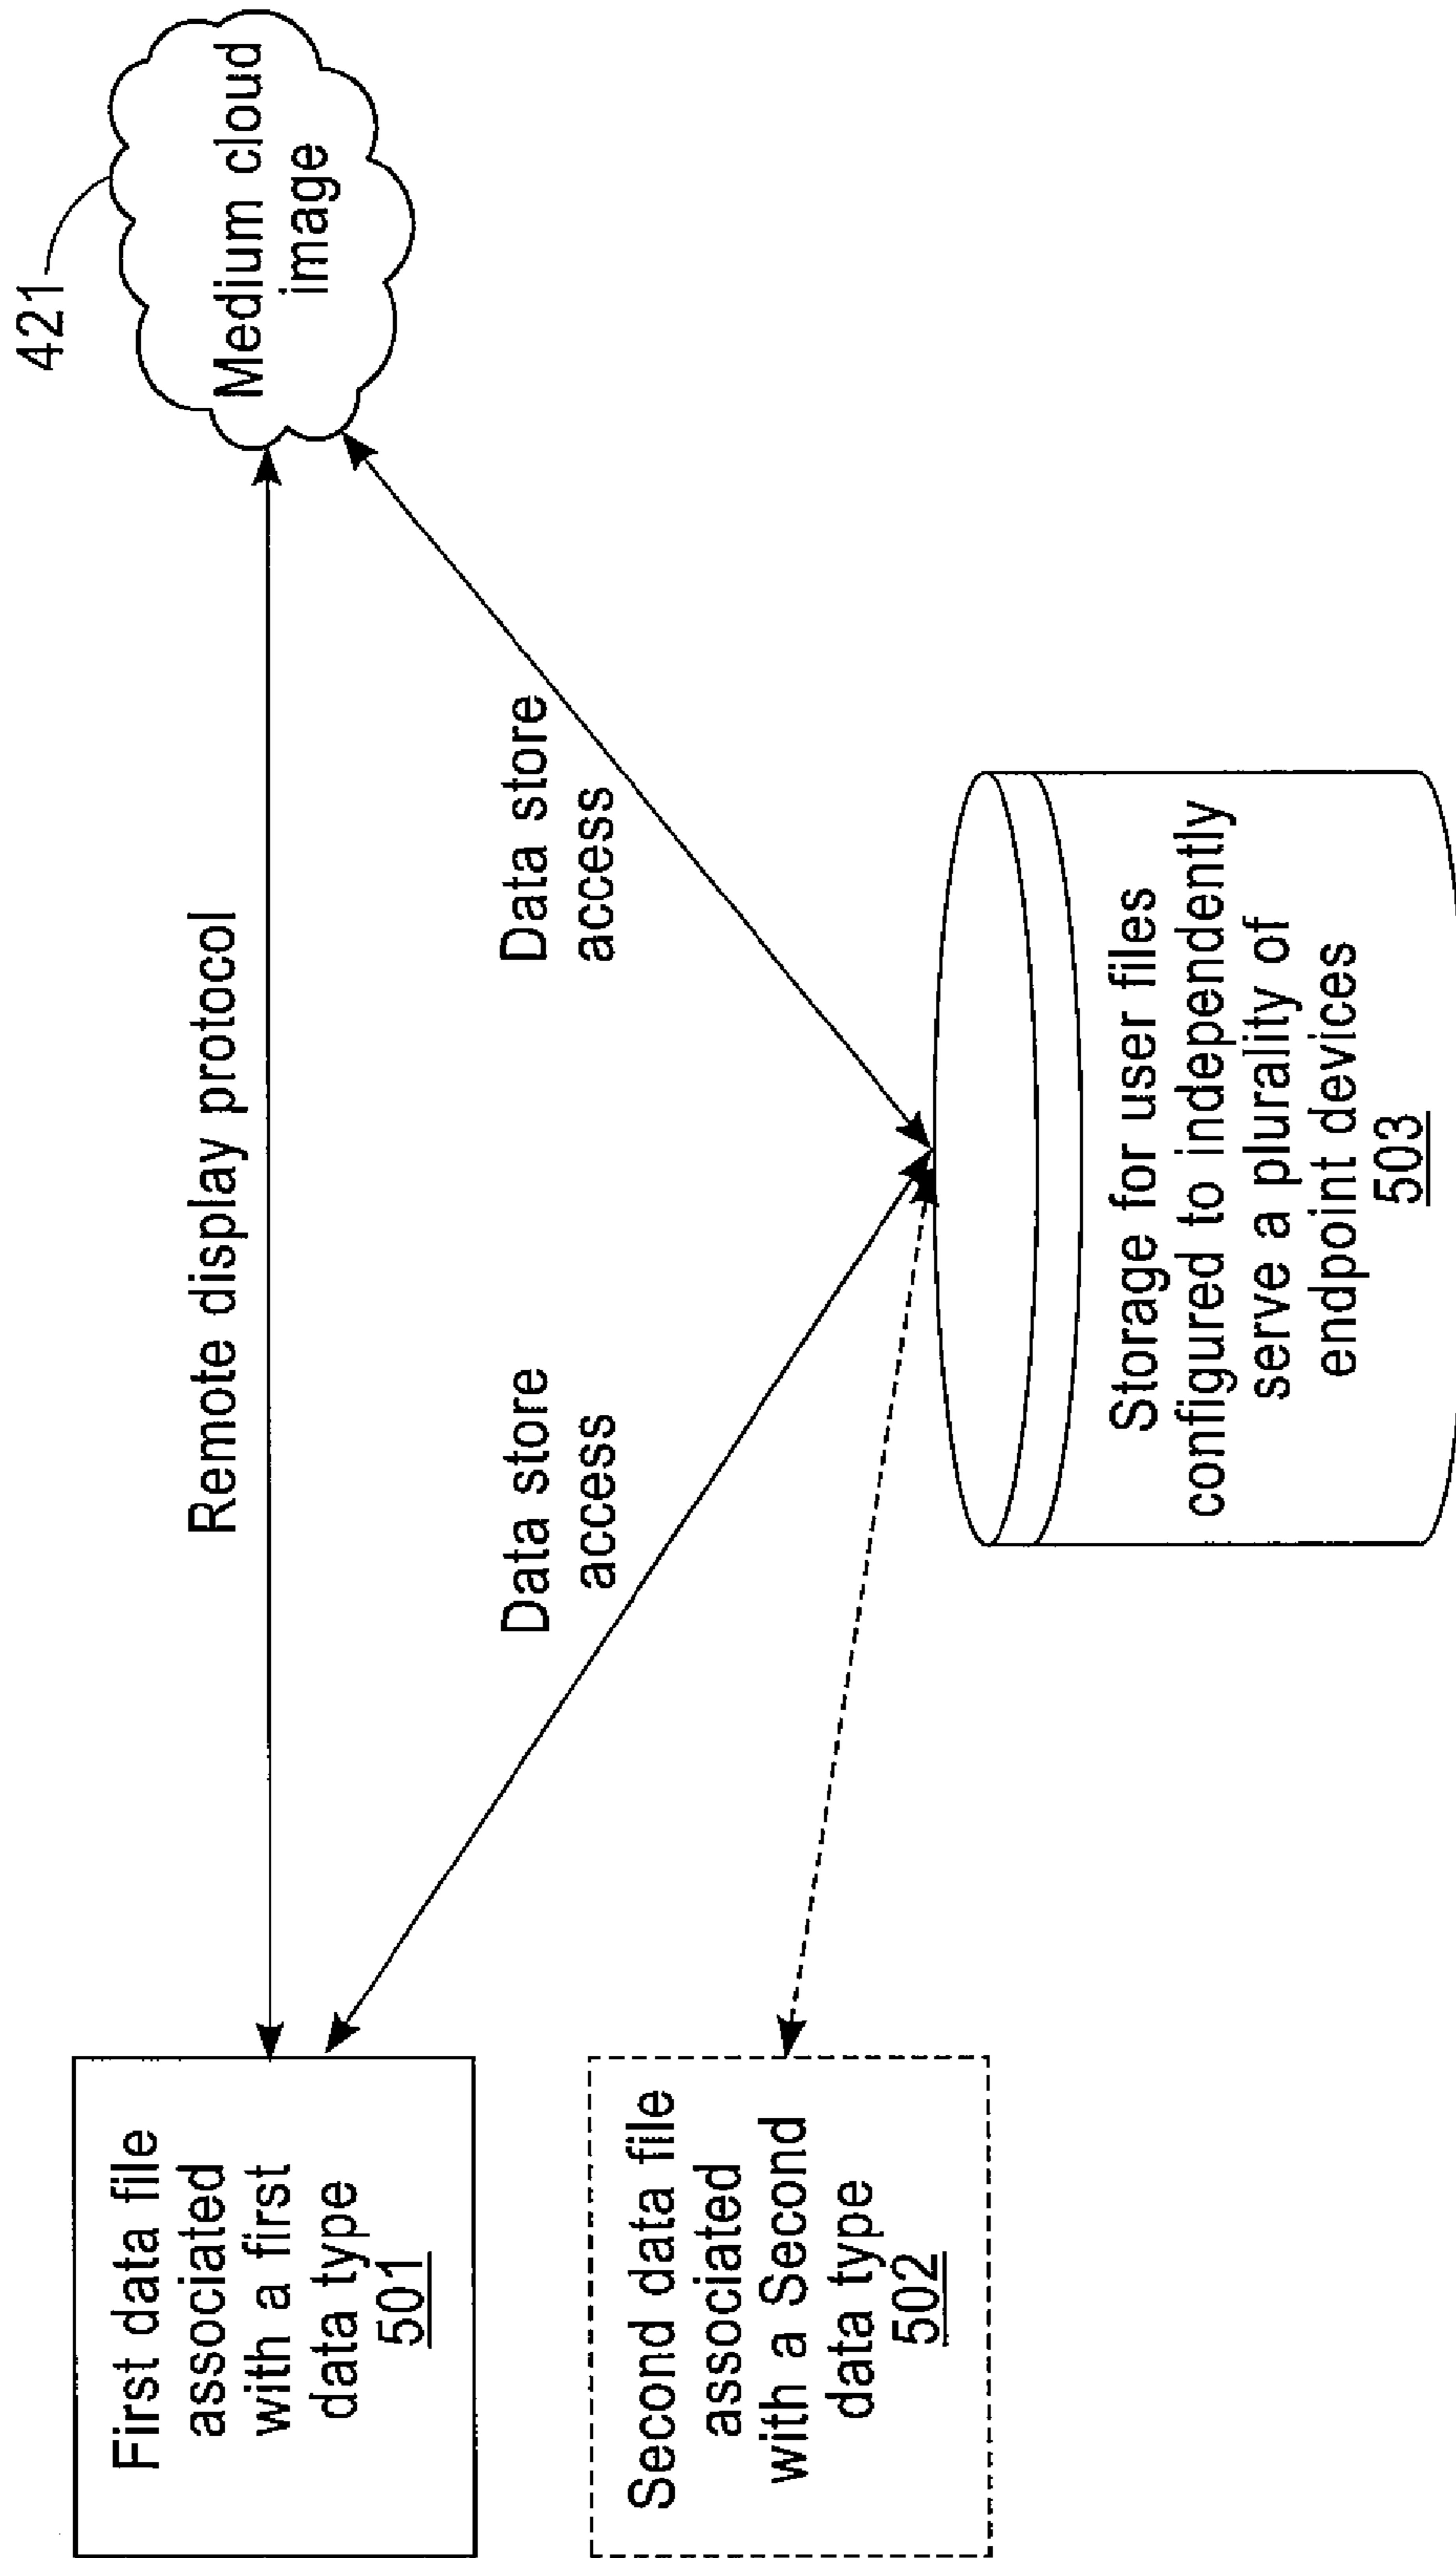 First data file
associated
with a first
data type
501
Remote display protocol
421
Medium cloud
image
Data store
access
Data store
access
Second data file
associated
with a Second
data type
502
Storage for user files
configured to independently
serve a plurality of
endpoint devices
503